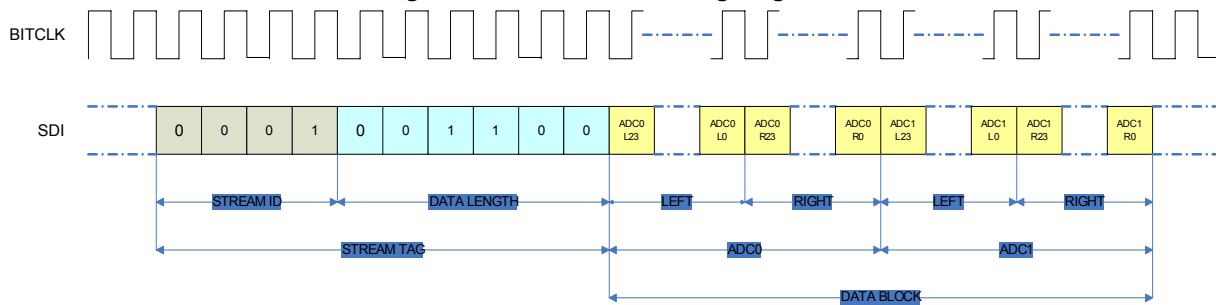 BITCLK
SDI
0 0 0 1 0 0 1 1 0 0
ADC0 L23
ADC0 L0
ADC0 R23
ADC0 R0
ADC1 L23
ADC1 L0
ADC1 R23
ADC1 R0
STREAM ID DATA LENGTH LEFT RIGHT LEFT RIGHT
STREAM TAG ADC0 ADC1
DATA BLOCK